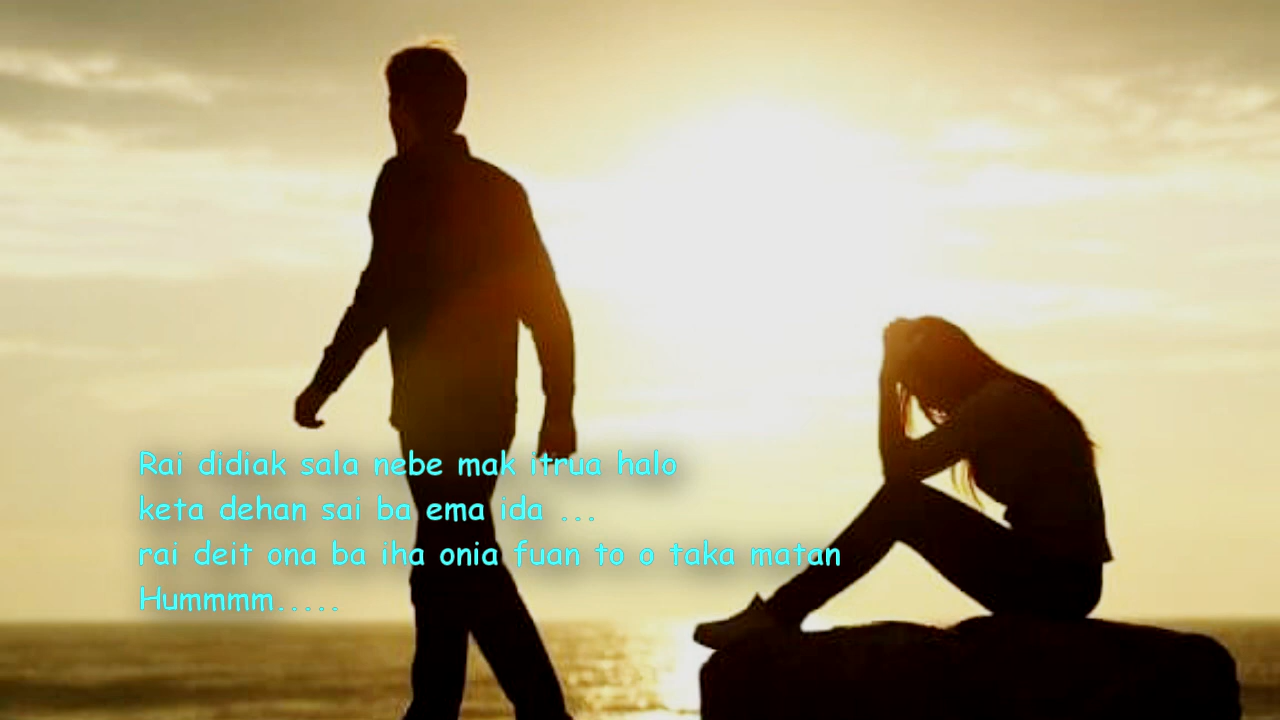 Rai didiak sala nebe mak itrua halo
keta dehan sai ba ema ida ...
rai deit ona ba iha onia fuan to o taka matan
Hummmm.....